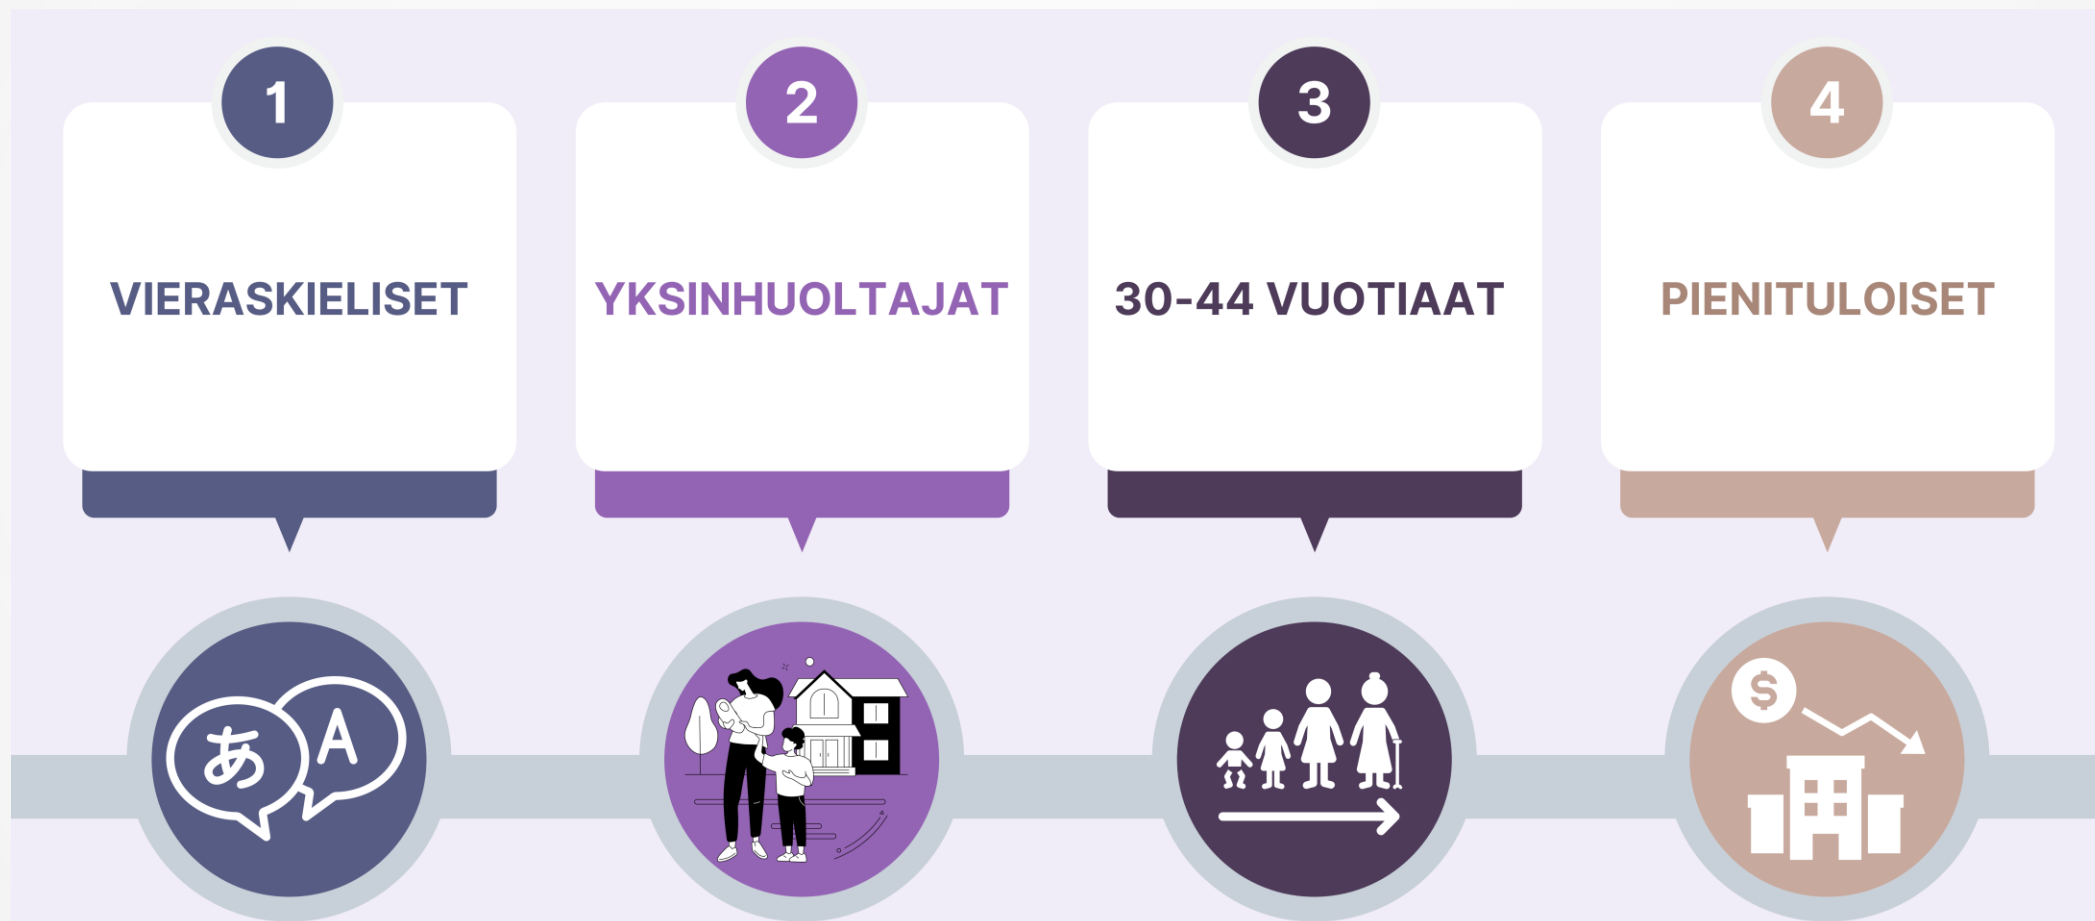 1
VIERASKIELISET
2
YKSINHUOLTAJAT
3
30-44 VUOTIAAT
4
PIENITULOISET
あ
A
$